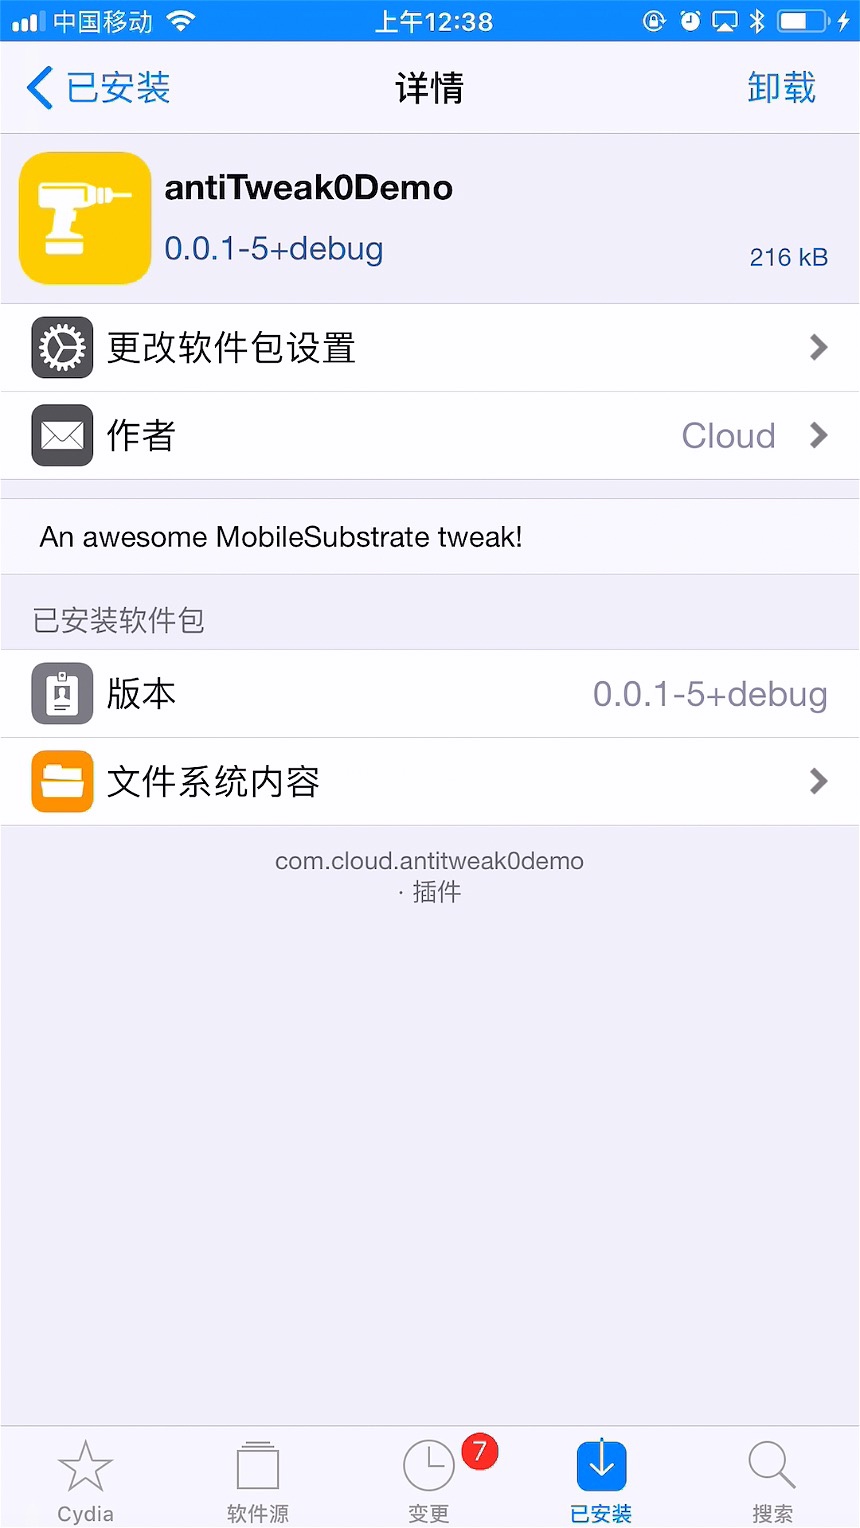 中国移动 上午12:38
已安装 详情 卸载
antiTweak0Demo
0.0.1-5+debug 216 kB
更改软件包设置
作者 Cloud
An awesome MobileSubstrate tweak!
已安装软件包
版本 0.0.1-5+debug
文件系统内容
com.cloud.antitweak0demo
· 插件
7
Cydia 软件源 变更 已安装 搜索